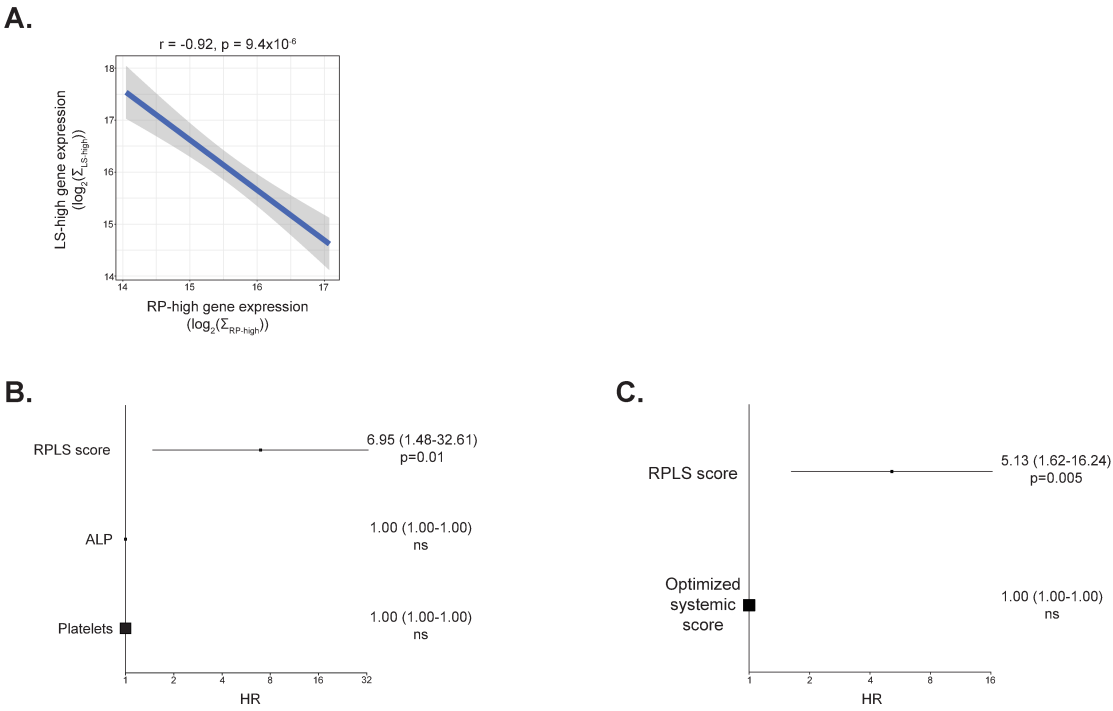 A.
r = -0.92, p = 9.4x10⁻⁶
LS-high gene expression
(log₂(Σ_LS-high))
18
17
16
15
14
14 15 16 17
RP-high gene expression
(log₂(Σ_RP-high))
B.
RPLS score
6.95 (1.48-32.61)
p=0.01
ALP
1.00 (1.00-1.00)
ns
Platelets
1.00 (1.00-1.00)
ns
1 2 4 8 16 32
HR
C.
RPLS score
5.13 (1.62-16.24)
p=0.005
Optimized
systemic
score
1.00 (1.00-1.00)
ns
1 2 4 8 16
HR